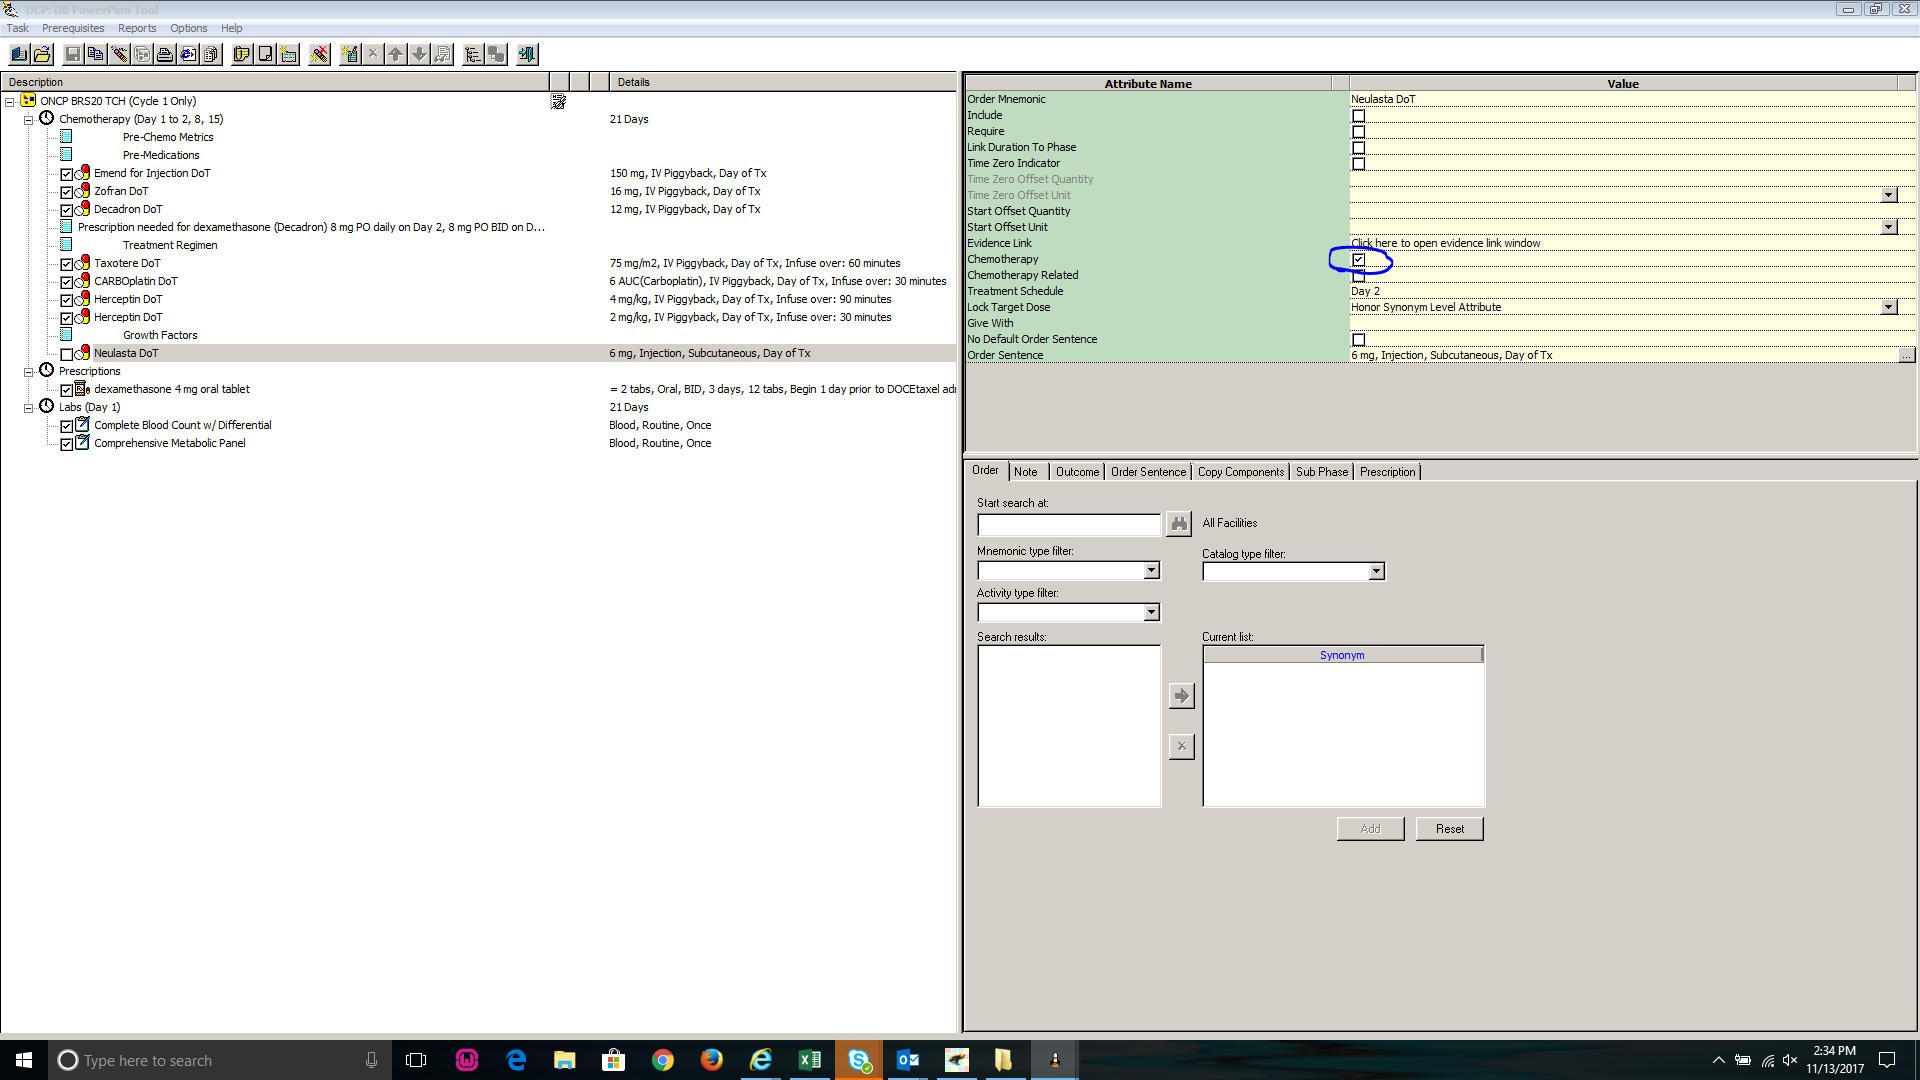 DCP: DB PowerPlan Tool
Task Prerequisites Reports Options Help
Description Details
ONCP BRS20 TCH (Cycle 1 Only)
Chemotherapy (Day 1 to 2, 8, 15) 21 Days
Pre-Chemo Metrics
Pre-Medications
Emend for Injection DoT 150 mg, IV Piggyback, Day of Tx
Zofran DoT 16 mg, IV Piggyback, Day of Tx
Decadron DoT 12 mg, IV Piggyback, Day of Tx
Prescription needed for dexamethasone (Decadron) 8 mg PO daily on Day 2, 8 mg PO BID on D...
Treatment Regimen
Taxotere DoT 75 mg/m2, IV Piggyback, Day of Tx, Infuse over: 60 minutes
CARBOplatin DoT 6 AUC(Carboplatin), IV Piggyback, Day of Tx, Infuse over: 30 minutes
Herceptin DoT 4 mg/kg, IV Piggyback, Day of Tx, Infuse over: 90 minutes
Herceptin DoT 2 mg/kg, IV Piggyback, Day of Tx, Infuse over: 30 minutes
Growth Factors
Neulasta DoT 6 mg, Injection, Subcutaneous, Day of Tx
Prescriptions
dexamethasone 4 mg oral tablet = 2 tabs, Oral, BID, 3 days, 12 tabs, Begin 1 day prior to DOCEtaxel adr
Labs (Day 1) 21 Days
Complete Blood Count w/ Differential Blood, Routine, Once
Comprehensive Metabolic Panel Blood, Routine, Once
Attribute Name Value
Order Mnemonic Neulasta DoT
Include
Require
Link Duration To Phase
Time Zero Indicator
Time Zero Offset Quantity
Time Zero Offset Unit
Start Offset Quantity
Start Offset Unit
Evidence Link Click here to open evidence link window
Chemotherapy
Chemotherapy Related
Treatment Schedule Day 2
Lock Target Dose Honor Synonym Level Attribute
Give With
No Default Order Sentence
Order Sentence 6 mg, Injection, Subcutaneous, Day of Tx ...
Order Note Outcome Order Sentence Copy Components Sub Phase Prescription
Start search at:
All Facilities
Mnemonic type filter: Catalog type filter:
Activity type filter:
Search results: Current list:
Synonym
Add Reset
Type here to search
2:34 PM
11/13/2017